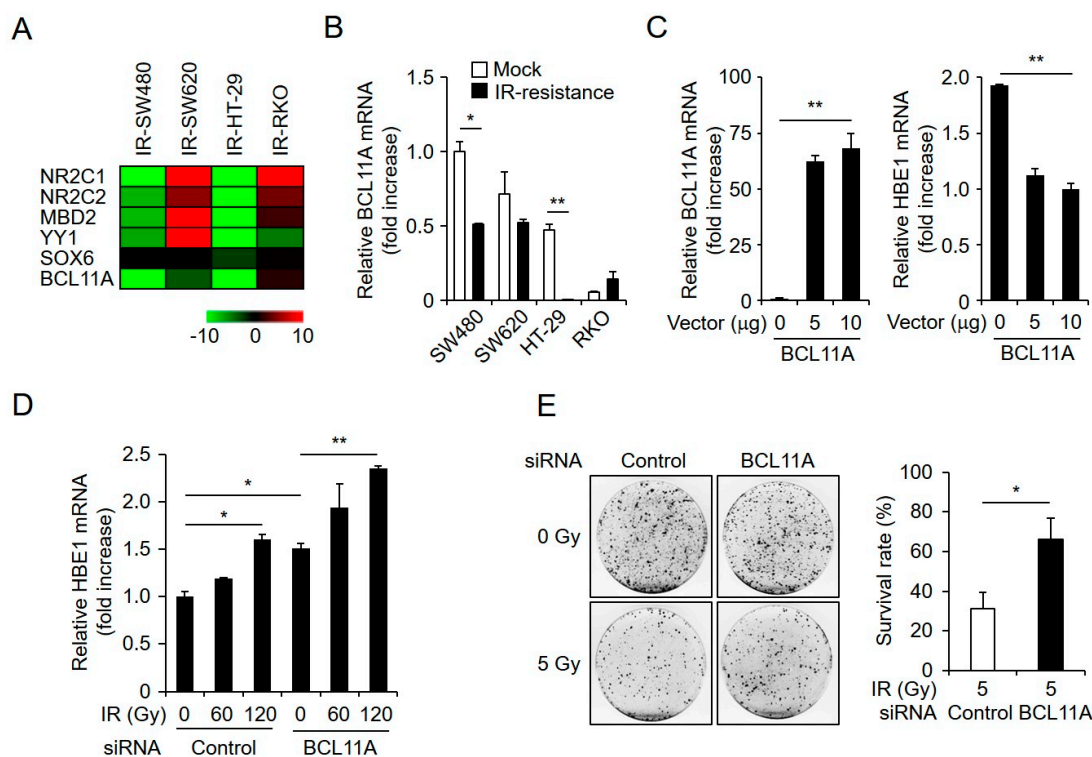 A
IR-SW480
IR-SW620
IR-HT-29
IR-RKO
NR2C1
NR2C2
MBD2
YY1
SOX6
BCL11A
-10 0 10
B
Relative BCL11A mRNA
(fold increase)
Mock
IR-resistance
1.5
1.0
0.5
0
*
**
SW480
SW620
HT-29
RKO
C
Relative BCL11A mRNA
(fold increase)
100
75
50
25
0
**
Vector (μg) 0 5 10
BCL11A
Relative HBE1 mRNA
(fold increase)
2.0
1.5
1.0
0.5
0
**
Vector (μg) 0 5 10
BCL11A
D
Relative HBE1 mRNA
(fold increase)
2.5
2.0
1.5
1.0
0.5
0.0
*
*
**
IR (Gy) 0 60 120 0 60 120
siRNA Control BCL11A
E
siRNA Control BCL11A
0 Gy
5 Gy
Survival rate (%)
100
80
60
40
20
0
*
IR (Gy) 5 5
siRNA Control BCL11A